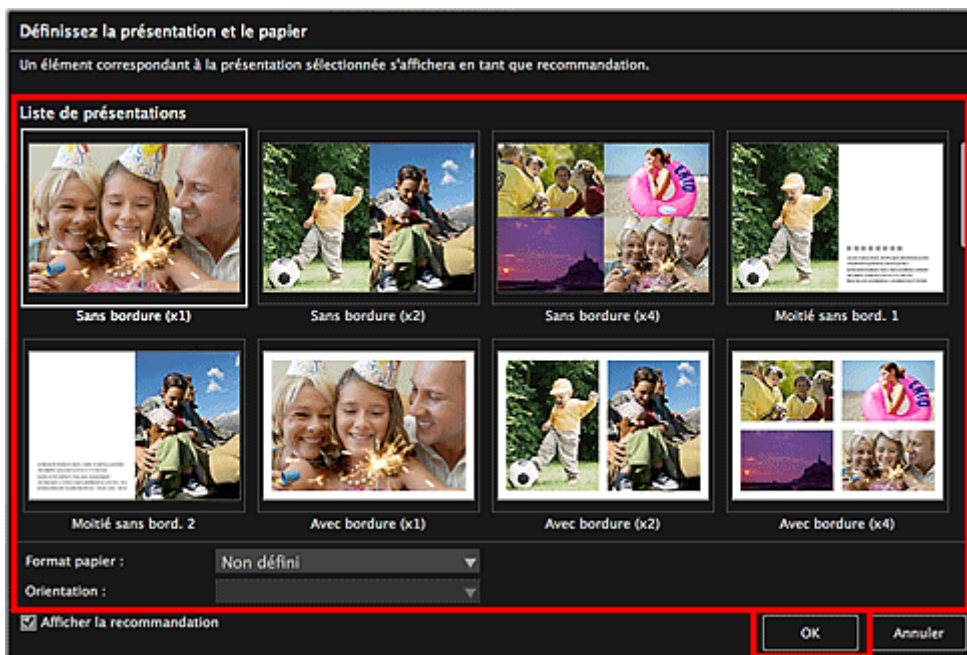 Définissez la présentation et le papier
Un élément correspondant à la présentation sélectionnée s'affichera en tant que recommandation.
Liste de présentations
Sans bordure (x1)
Sans bordure (x2)
Sans bordure (x4)
Moitié sans bord. 1
Moitié sans bord. 2
Avec bordure (x1)
Avec bordure (x2)
Avec bordure (x4)
Format papier :
Non défini
Orientation :
Afficher la recommandation
OK
Annuler